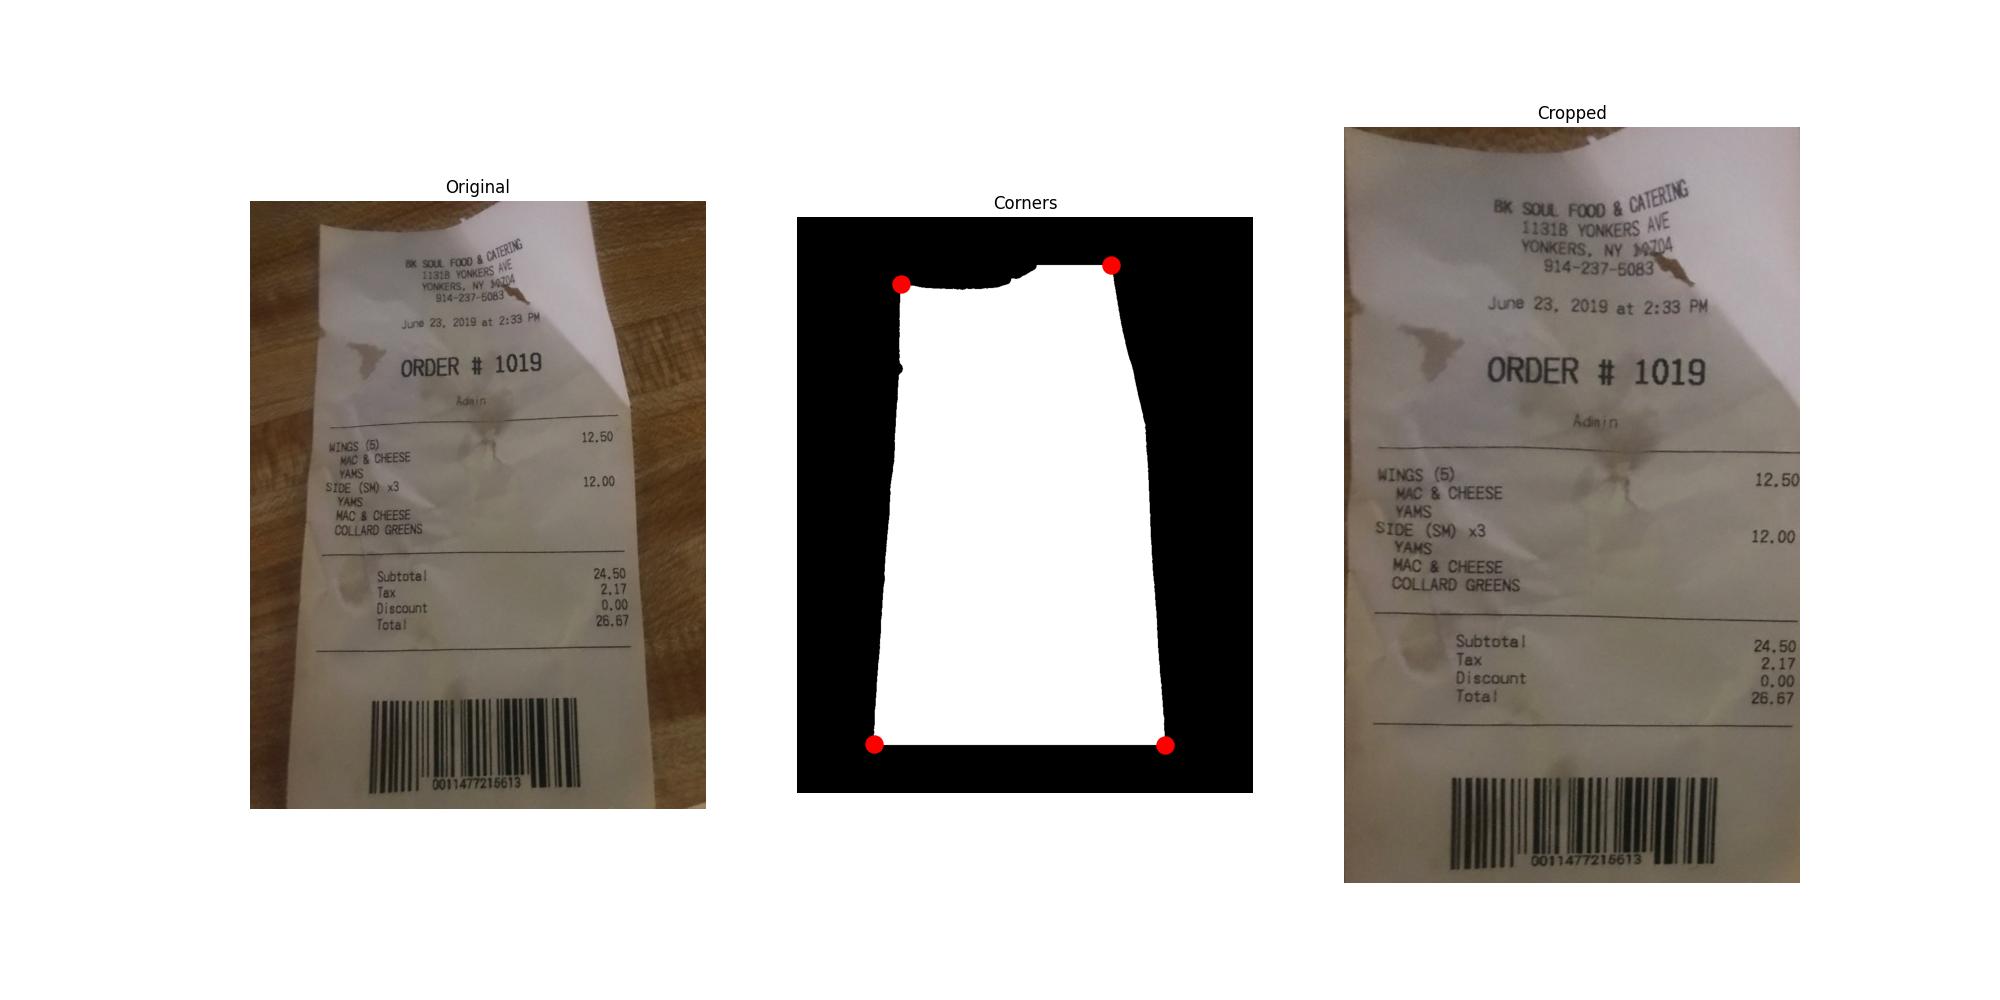 Original
BK SOUL FOOD & CATERING
1131B YONKERS AVE
YONKERS, NY 10704
914-237-5083
June 23, 2019 at 2:33 PM
ORDER # 1019
Admin
WINGS (5) 12.50
MAC & CHEESE
YAMS
SIDE (SM) x3 12.00
YAMS
MAC & CHEESE
COLLARD GREENS
Subtotal 24.50
Tax 2.17
Discount 0.00
Total 26.67
0011477215613
Corners
Cropped
BK SOUL FOOD & CATERING
1131B YONKERS AVE
YONKERS, NY 10704
914-237-5083
June 23, 2019 at 2:33 PM
ORDER # 1019
Admin
WINGS (5) 12.50
MAC & CHEESE
YAMS
SIDE (SM) x3 12.00
YAMS
MAC & CHEESE
COLLARD GREENS
Subtotal 24.50
Tax 2.17
Discount 0.00
Total 26.67
0011477215613